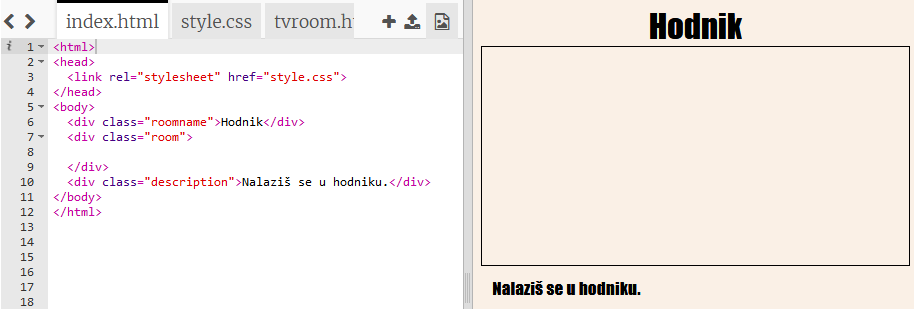 index.html style.css tvroom.h
i 1 <html>
2 <head>
3 <link rel="stylesheet" href="style.css">
4 </head>
5 <body>
6 <div class="roomname">Hodnik</div>
7 <div class="room">
8
9 </div>
10 <div class="description">Nalaziš se u hodniku.</div>
11 </body>
12 </html>
13
14
15
16
17
18
Hodnik
Nalaziš se u hodniku.